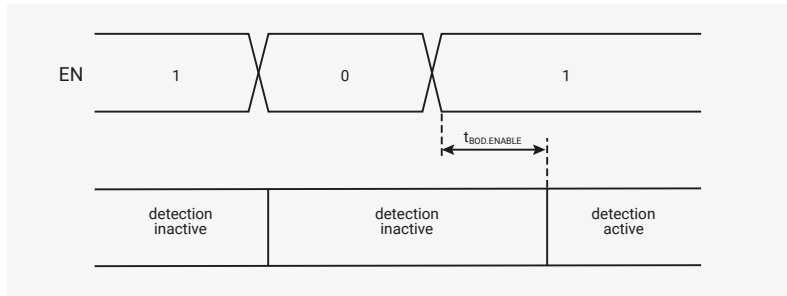 EN 1 0 1
tBOD.ENABLE
detection
inactive
detection
inactive
detection
active